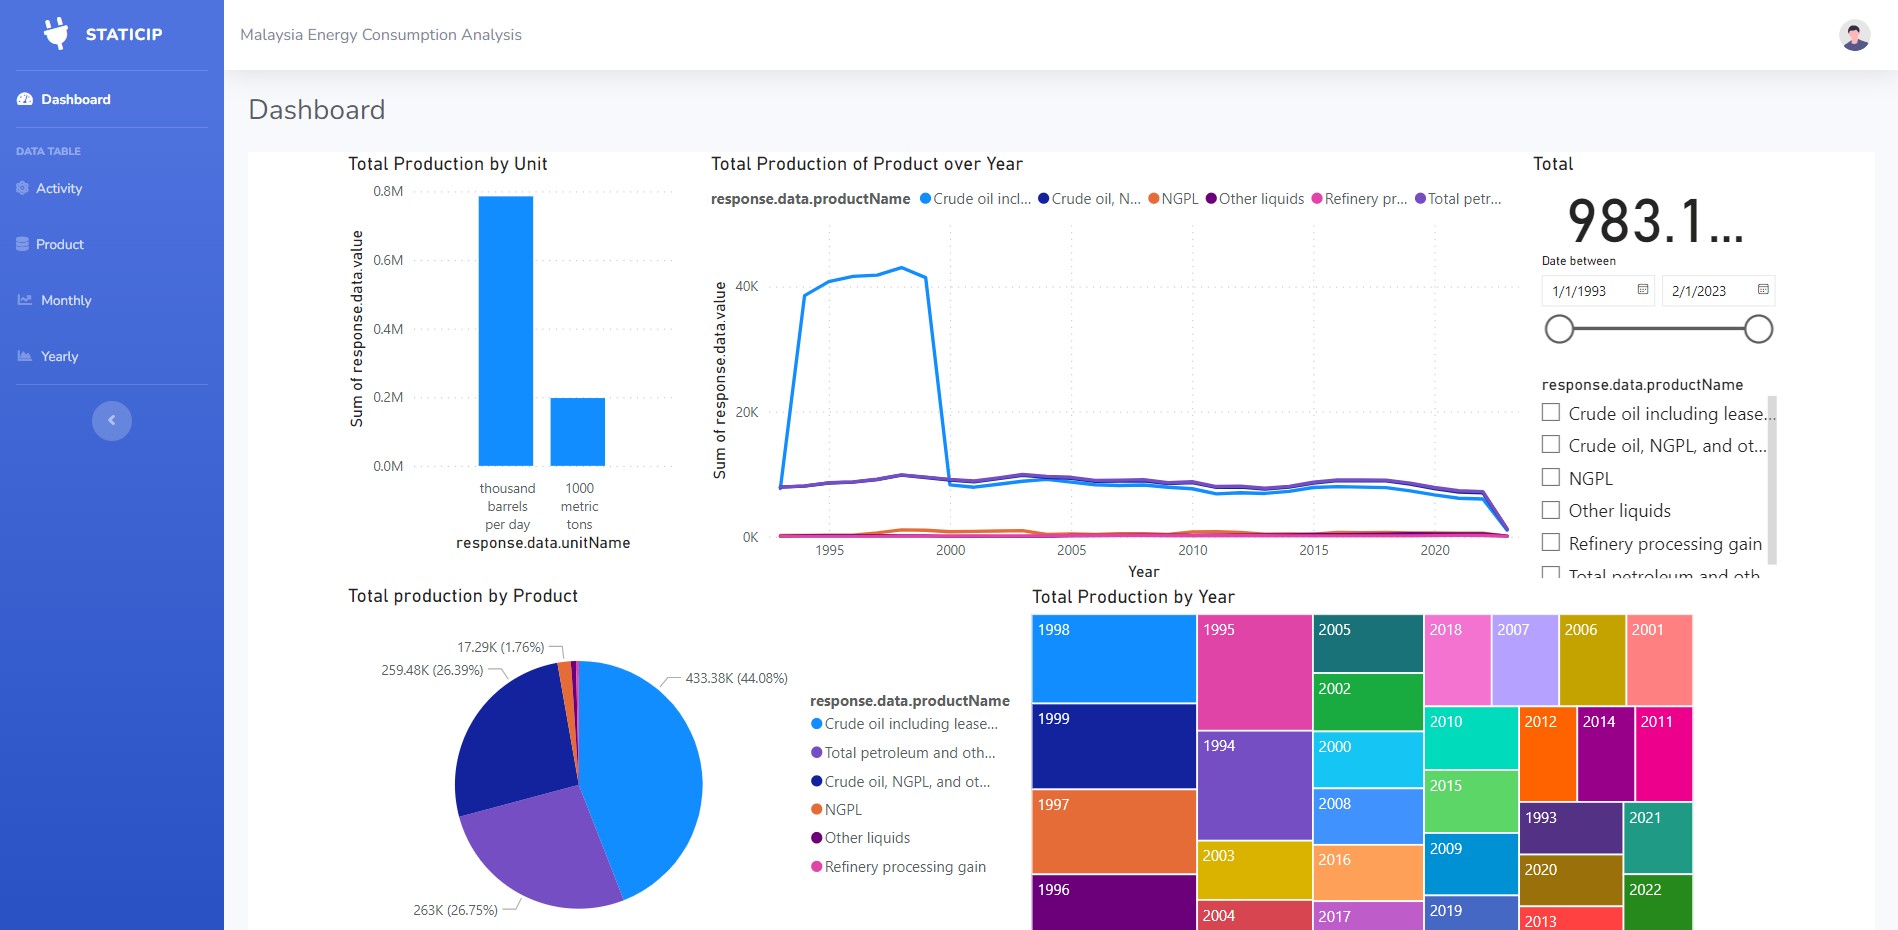 STATICIP
Malaysia Energy Consumption Analysis
Dashboard
DATA TABLE
Activity
Product
Monthly
Yearly
Dashboard
Total Production by Unit
0.8M
0.6M
0.4M
0.2M
0.0M
Sum of response.data.value
thousand barrels per day
1000 metric tons
response.data.unitName
Total Production of Product over Year
response.data.productName Crude oil incl... Crude oil, N... NGPL Other liquids Refinery pr... Total petr...
40K
20K
0K
Sum of response.data.value
1995 2000 2005 2010 2015 2020
Year
Total
983.1...
Date between
1/1/1993 2/1/2023
response.data.productName
Crude oil including lease...
Crude oil, NGPL, and ot...
NGPL
Other liquids
Refinery processing gain
Total petroleum and oth...
Total production by Product
17.29K (1.76%)
259.48K (26.39%)
433.38K (44.08%)
263K (26.75%)
response.data.productName
Crude oil including lease...
Total petroleum and oth...
Crude oil, NGPL, and ot...
NGPL
Other liquids
Refinery processing gain
Total Production by Year
1998
1999
1997
1996
1995
1994
2003
2004
2005
2002
2000
2008
2016
2017
2018
2007
2006
2001
2010
2015
2009
2019
2012
2014
2011
1993
2020
2013
2021
2022